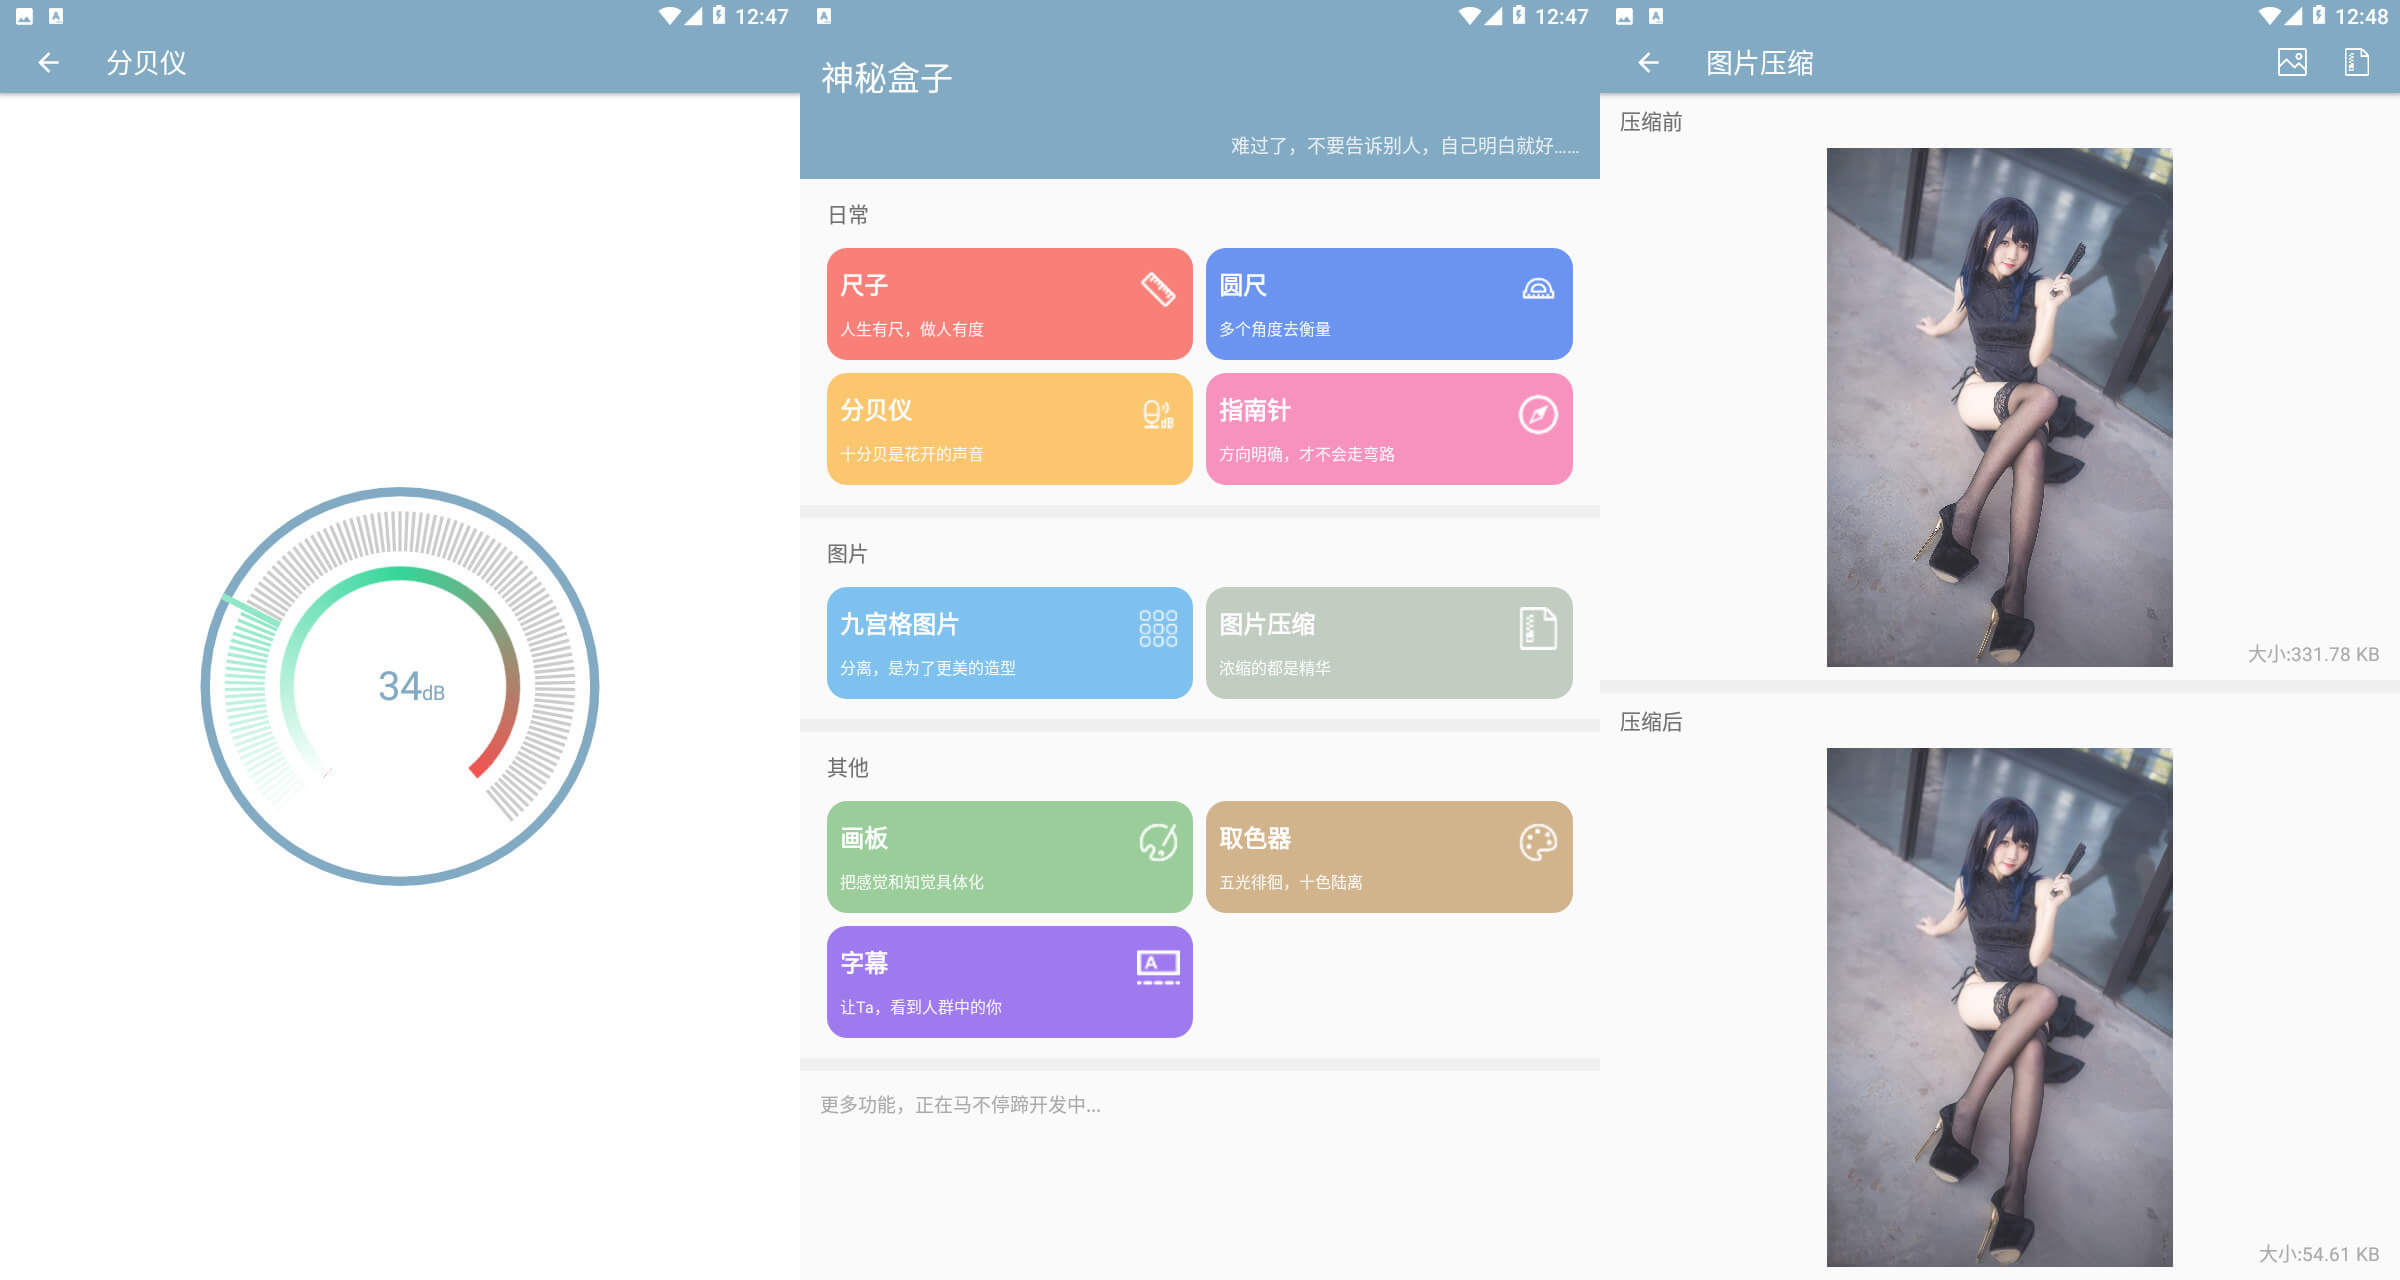 12:47
分贝仪
34dB
12:47
神秘盒子
难过了，不要告诉别人，自己明白就好……
日常
尺子
人生有尺，做人有度
圆尺
多个角度去衡量
分贝仪
dB
十分贝是花开的声音
指南针
方向明确，才不会走弯路
图片
九宫格图片
分离，是为了更美的造型
图片压缩
浓缩的都是精华
其他
画板
把感觉和知觉具体化
取色器
五光徘徊，十色陆离
字幕
A
让Ta，看到人群中的你
更多功能，正在马不停蹄开发中...
12:48
图片压缩
压缩前
大小:331.78 KB
压缩后
大小:54.61 KB